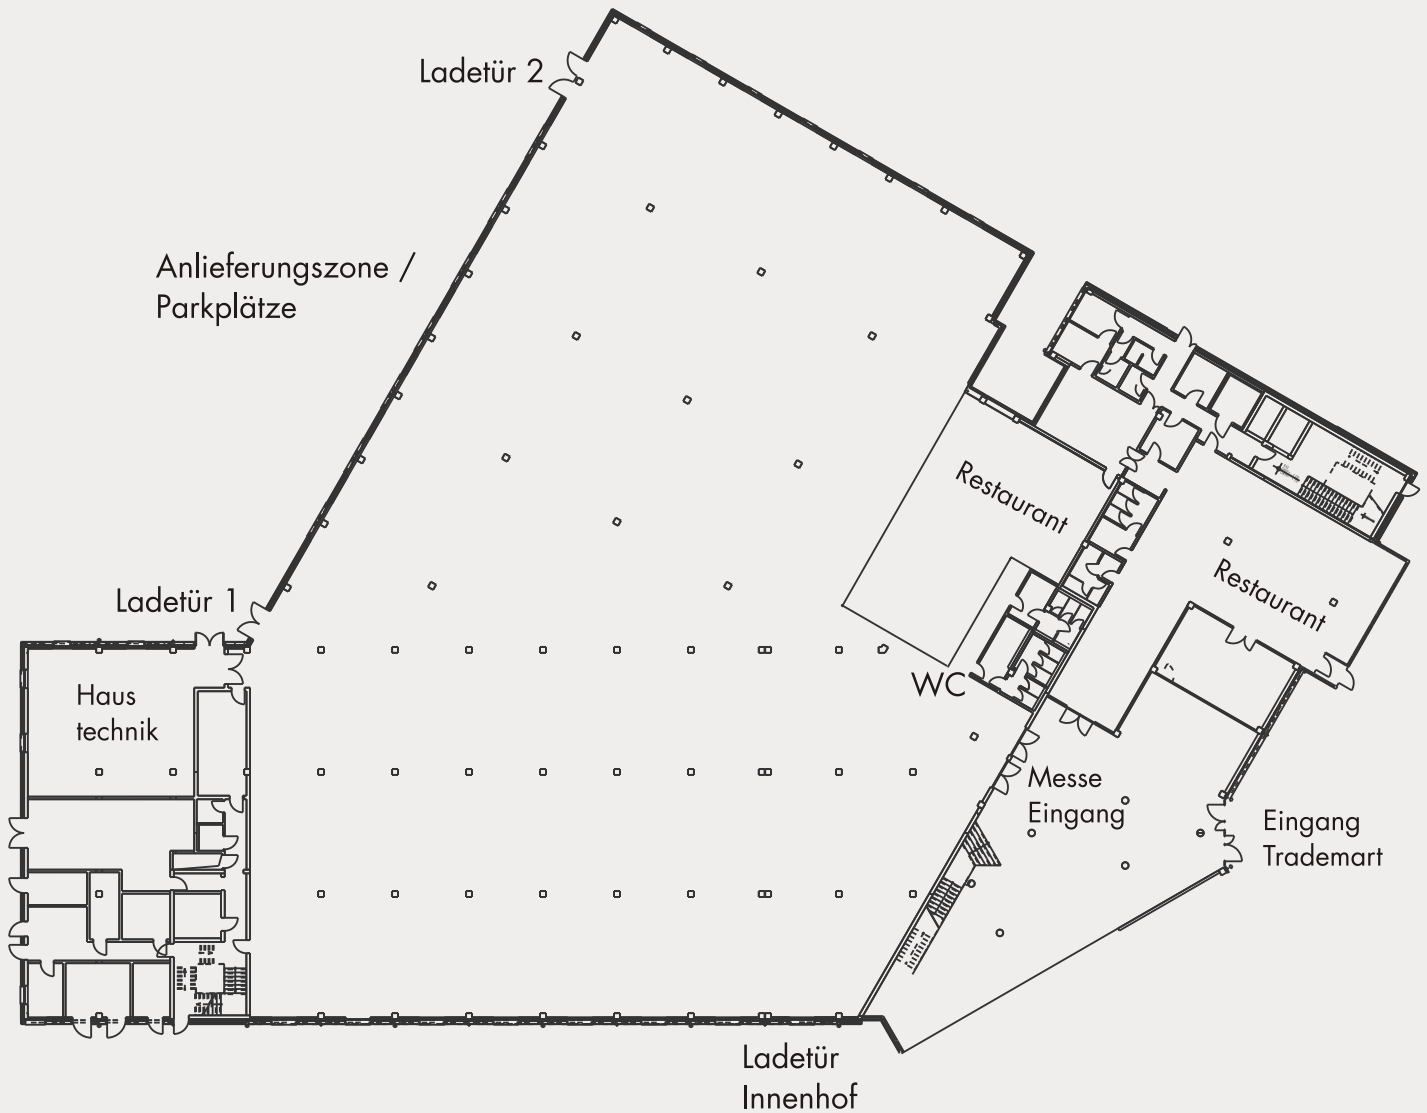 Ladetür 2
Anlieferungszone /
Parkplätze
Restaurant
Restaurant
Ladetür 1
Haus
technik
WC
Messe
Eingang
Eingang
Trademart
Ladetür
Innenhof